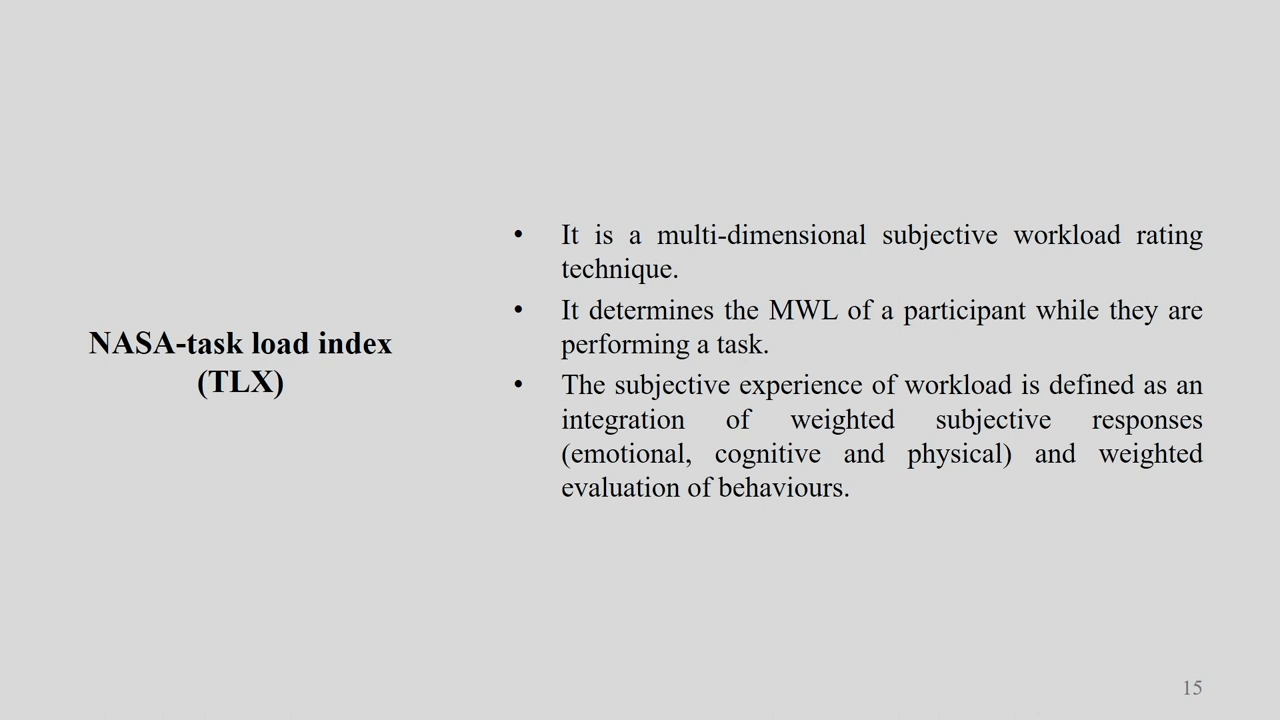 NASA-task load index
(TLX)
• It is a multi-dimensional subjective workload rating
technique.
• It determines the MWL of a participant while they are
performing a task.
• The subjective experience of workload is defined as an
integration of weighted subjective responses
(emotional, cognitive and physical) and weighted
evaluation of behaviours.
15